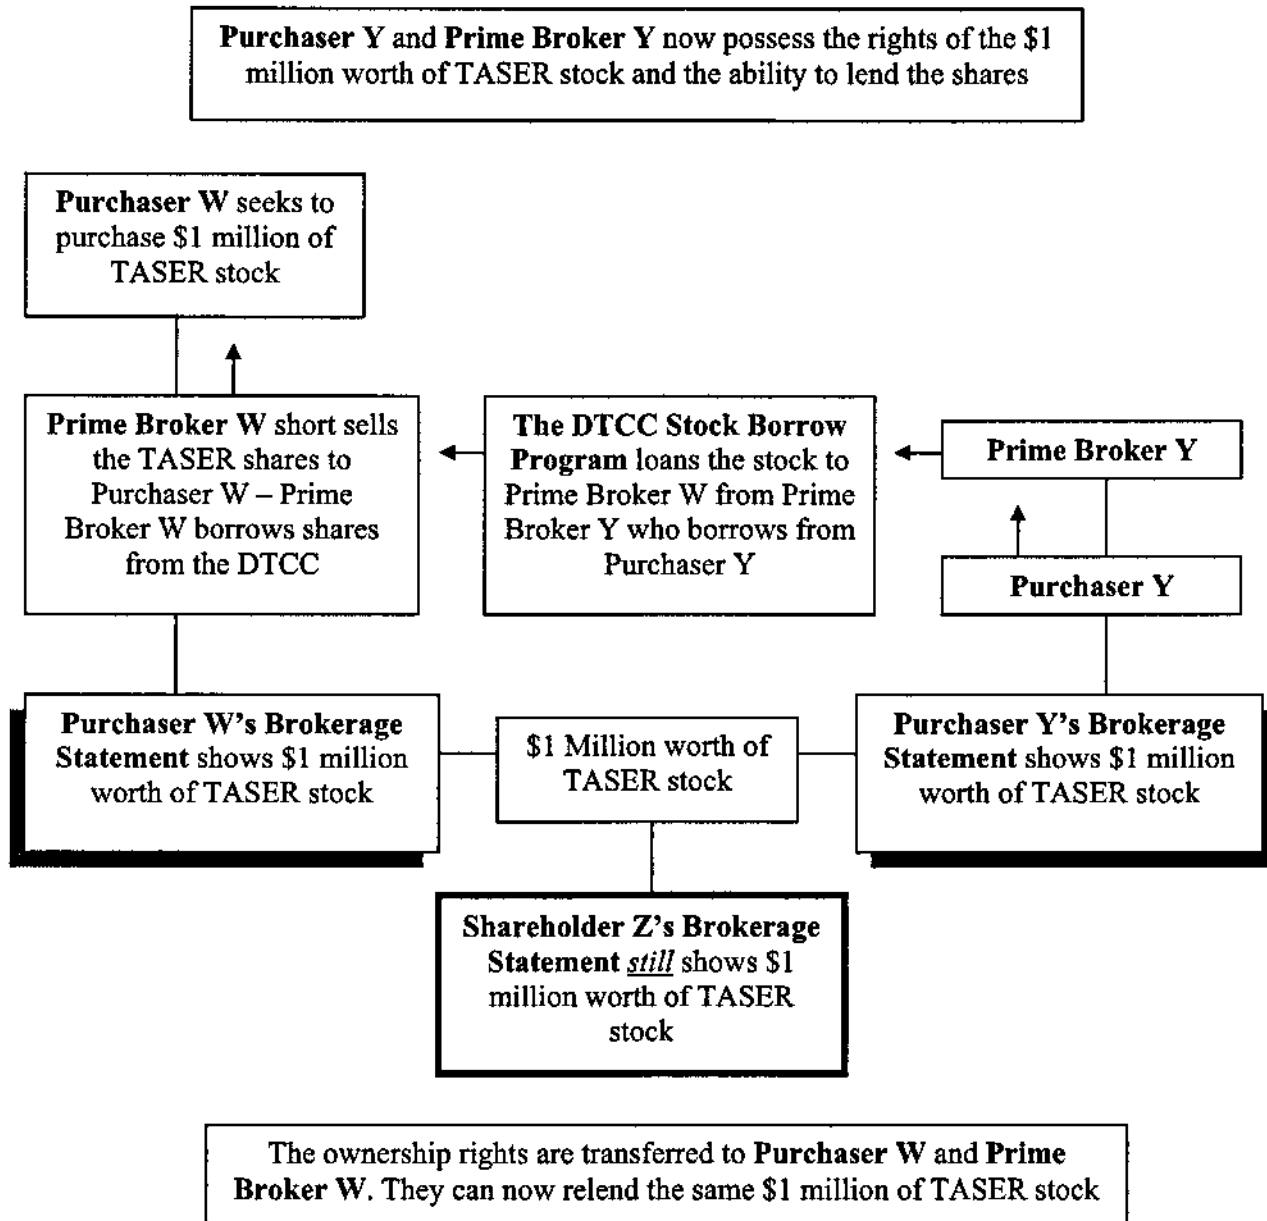 Purchaser Y and Prime Broker Y now possess the rights of the $1
million worth of TASER stock and the ability to lend the shares
Purchaser W seeks to
purchase $1 million of
TASER stock
Prime Broker W short sells
the TASER shares to
Purchaser W – Prime
Broker W borrows shares
from the DTCC
The DTCC Stock Borrow
Program loans the stock to
Prime Broker W from Prime
Broker Y who borrows from
Purchaser Y
Prime Broker Y
Purchaser Y
Purchaser W's Brokerage
Statement shows $1 million
worth of TASER stock
$1 Million worth of
TASER stock
Purchaser Y's Brokerage
Statement shows $1 million
worth of TASER stock
Shareholder Z's Brokerage
Statement still shows $1
million worth of TASER
stock
The ownership rights are transferred to Purchaser W and Prime
Broker W. They can now relend the same $1 million of TASER stock